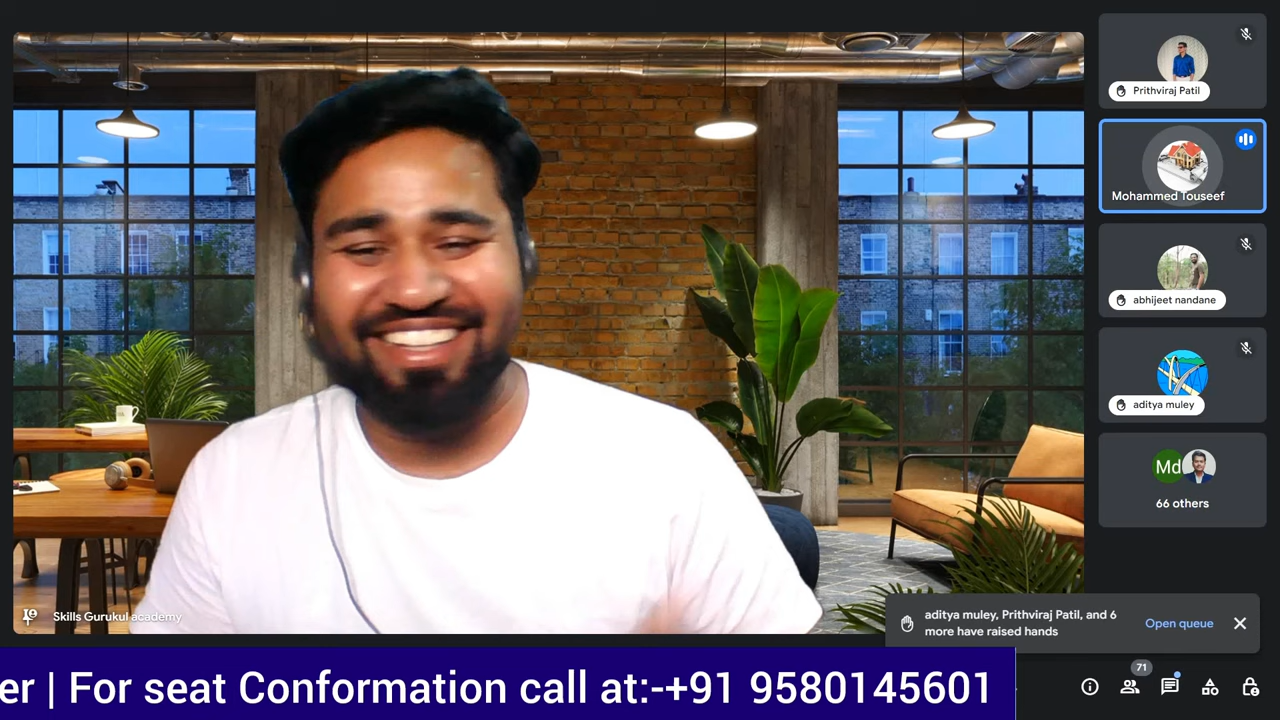 Prithviraj Patil
Mohammed Touseef
abhijeet nandane
aditya muley
Md
66 others
Skills Gurukul academy
aditya muley, Prithviraj Patil, and 6
more have raised hands
Open queue
71
er | For seat Conformation call at:-+91 9580145601